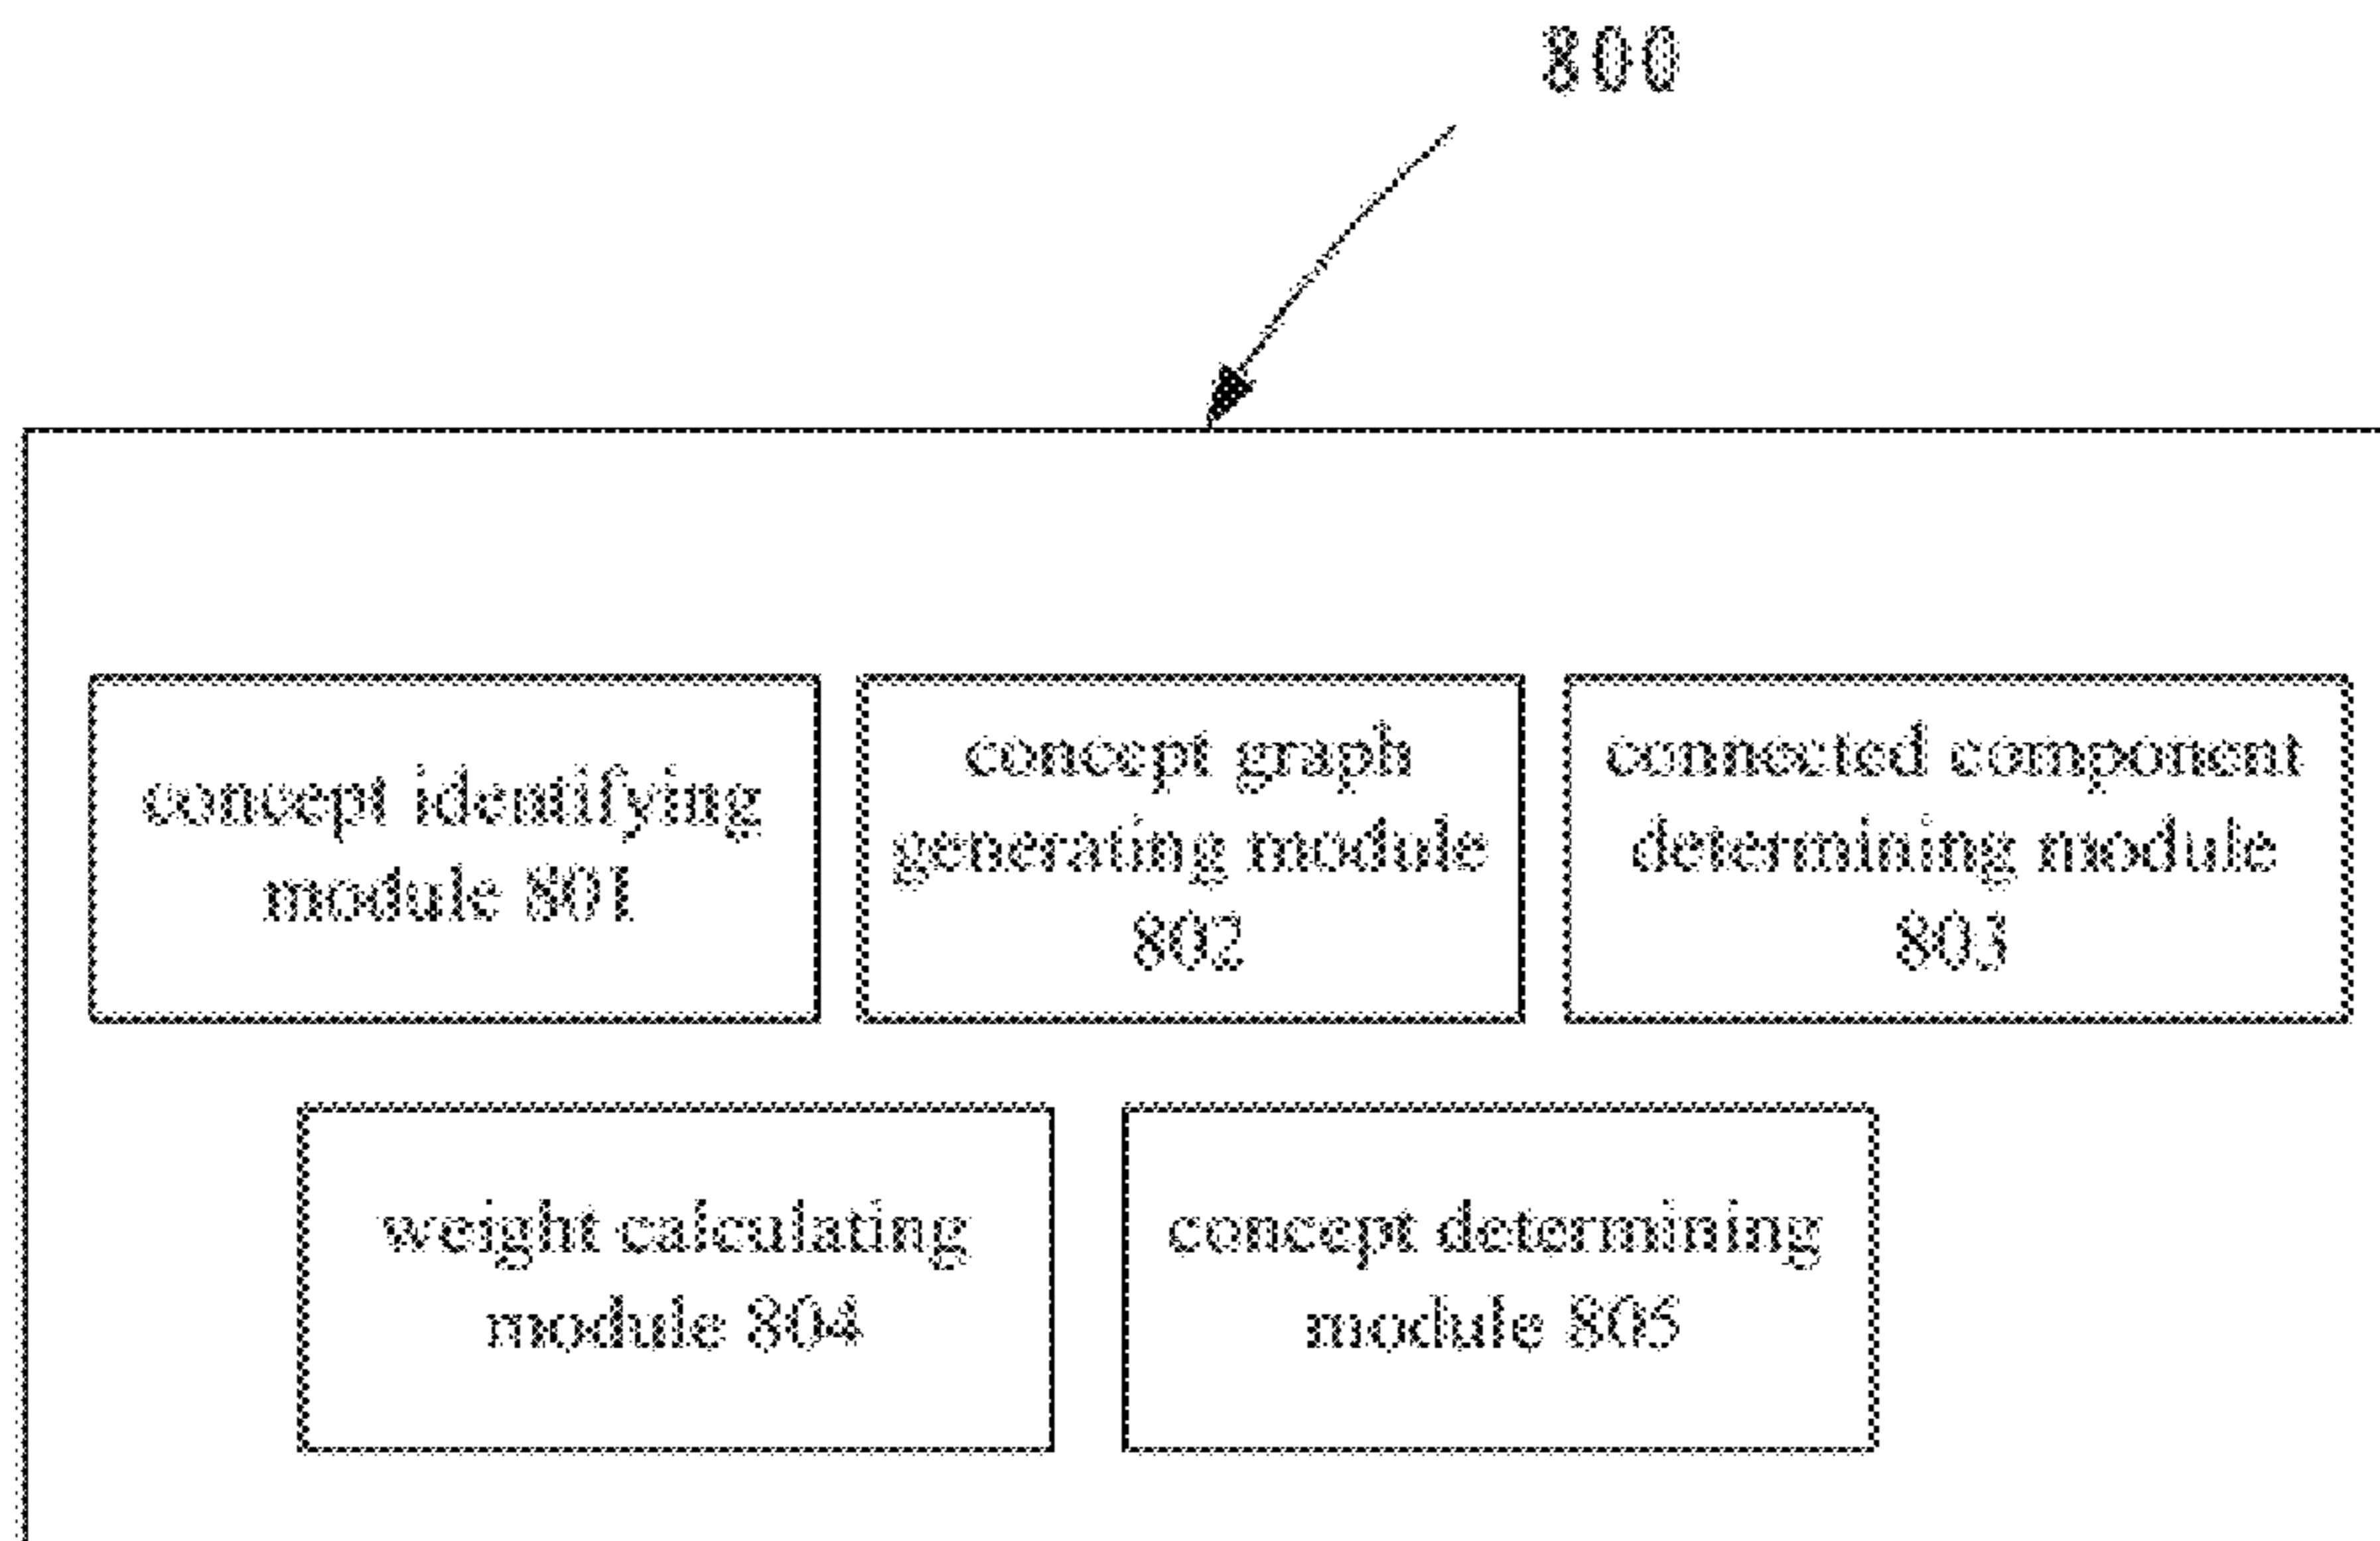 800
concept identifying
module 801
concept graph
generating module
802
connected component
determining module
803
weight calculating
module 804
concept determining
module 805